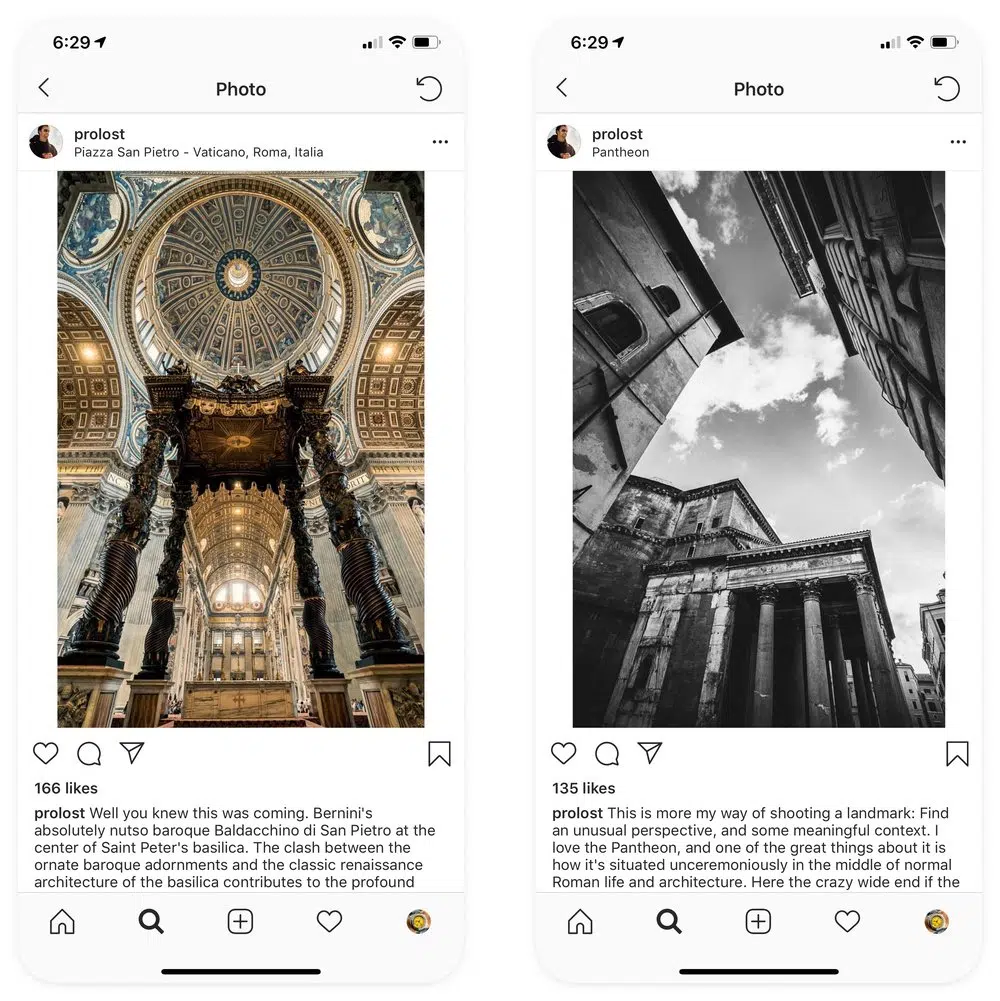 6:29
Photo
prolost
Piazza San Pietro - Vaticano, Roma, Italia
166 likes
prolost Well you knew this was coming. Bernini's
absolutely nutso baroque Baldacchino di San Pietro at the
center of Saint Peter's basilica. The clash between the
ornate baroque adornments and the classic renaissance
architecture of the basilica contributes to the profound
6:29
Photo
prolost
Pantheon
135 likes
prolost This is more my way of shooting a landmark: Find
an unusual perspective, and some meaningful context. I
love the Pantheon, and one of the great things about it is
how it's situated unceremoniously in the middle of normal
Roman life and architecture. Here the crazy wide end if the